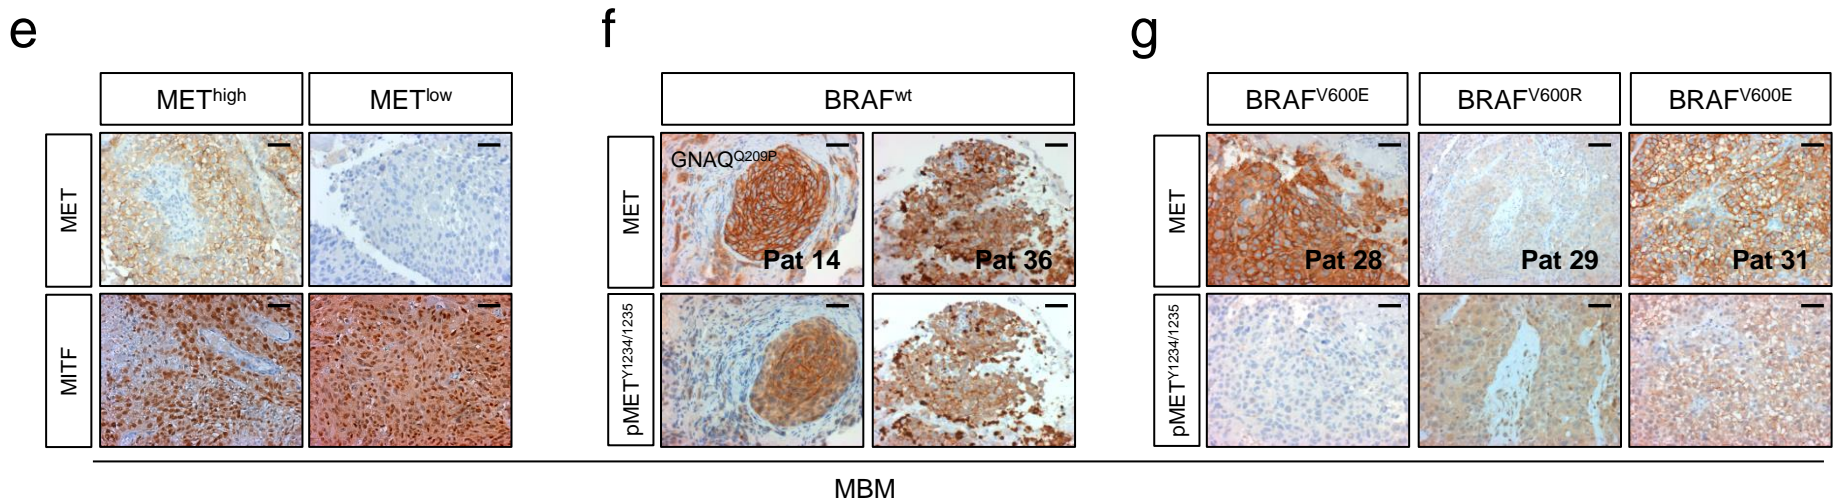 e
METhigh
METlow
MET
MITF
f
BRAFwt
MET
GNAQQ209P
Pat 14
Pat 36
pMETY1234/1235
g
BRAFV600E
BRAFV600R
BRAFV600E
MET
Pat 28
Pat 29
Pat 31
pMETY1234/1235
MBM